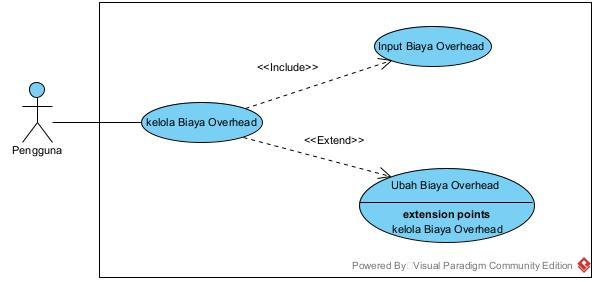 Input Biaya Overhead
<<Include>>
kelola Biaya Overhead
<<Extend>>
Pengguna
Ubah Biaya Overhead
extension points
kelola Biaya Overhead
Powered By Visual Paradigm Community Edition